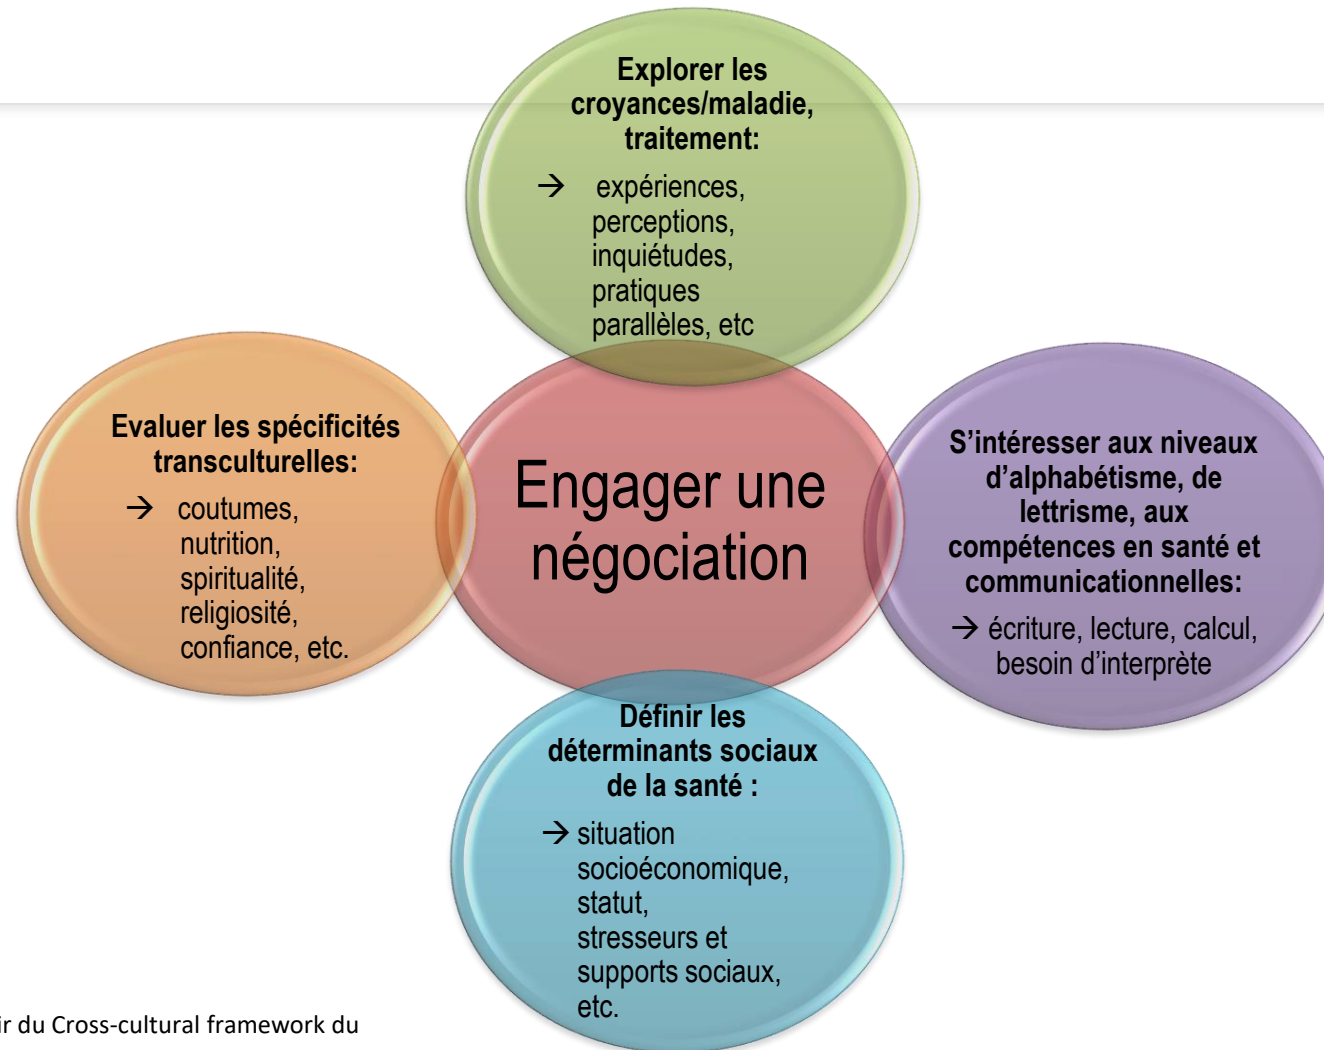 Explorer les
croyances/maladie,
traitement:
→ expériences,
perceptions,
inquiétudes,
pratiques
parallèles, etc
Evaluer les spécificités
transculturelles:
→ coutumes,
nutrition,
spiritualité,
religiosité,
confiance, etc.
Engager une
négociation
S’intéresser aux niveaux
d’alphabétisme, de
lettrisme, aux
compétences en santé et
communicationnelles:
→ écriture, lecture, calcul,
besoin d’interprète
Définir les
déterminants sociaux
de la santé :
→ situation
socioéconomique,
statut,
stresseurs et
supports sociaux,
etc.
du Cross-cultural framework du